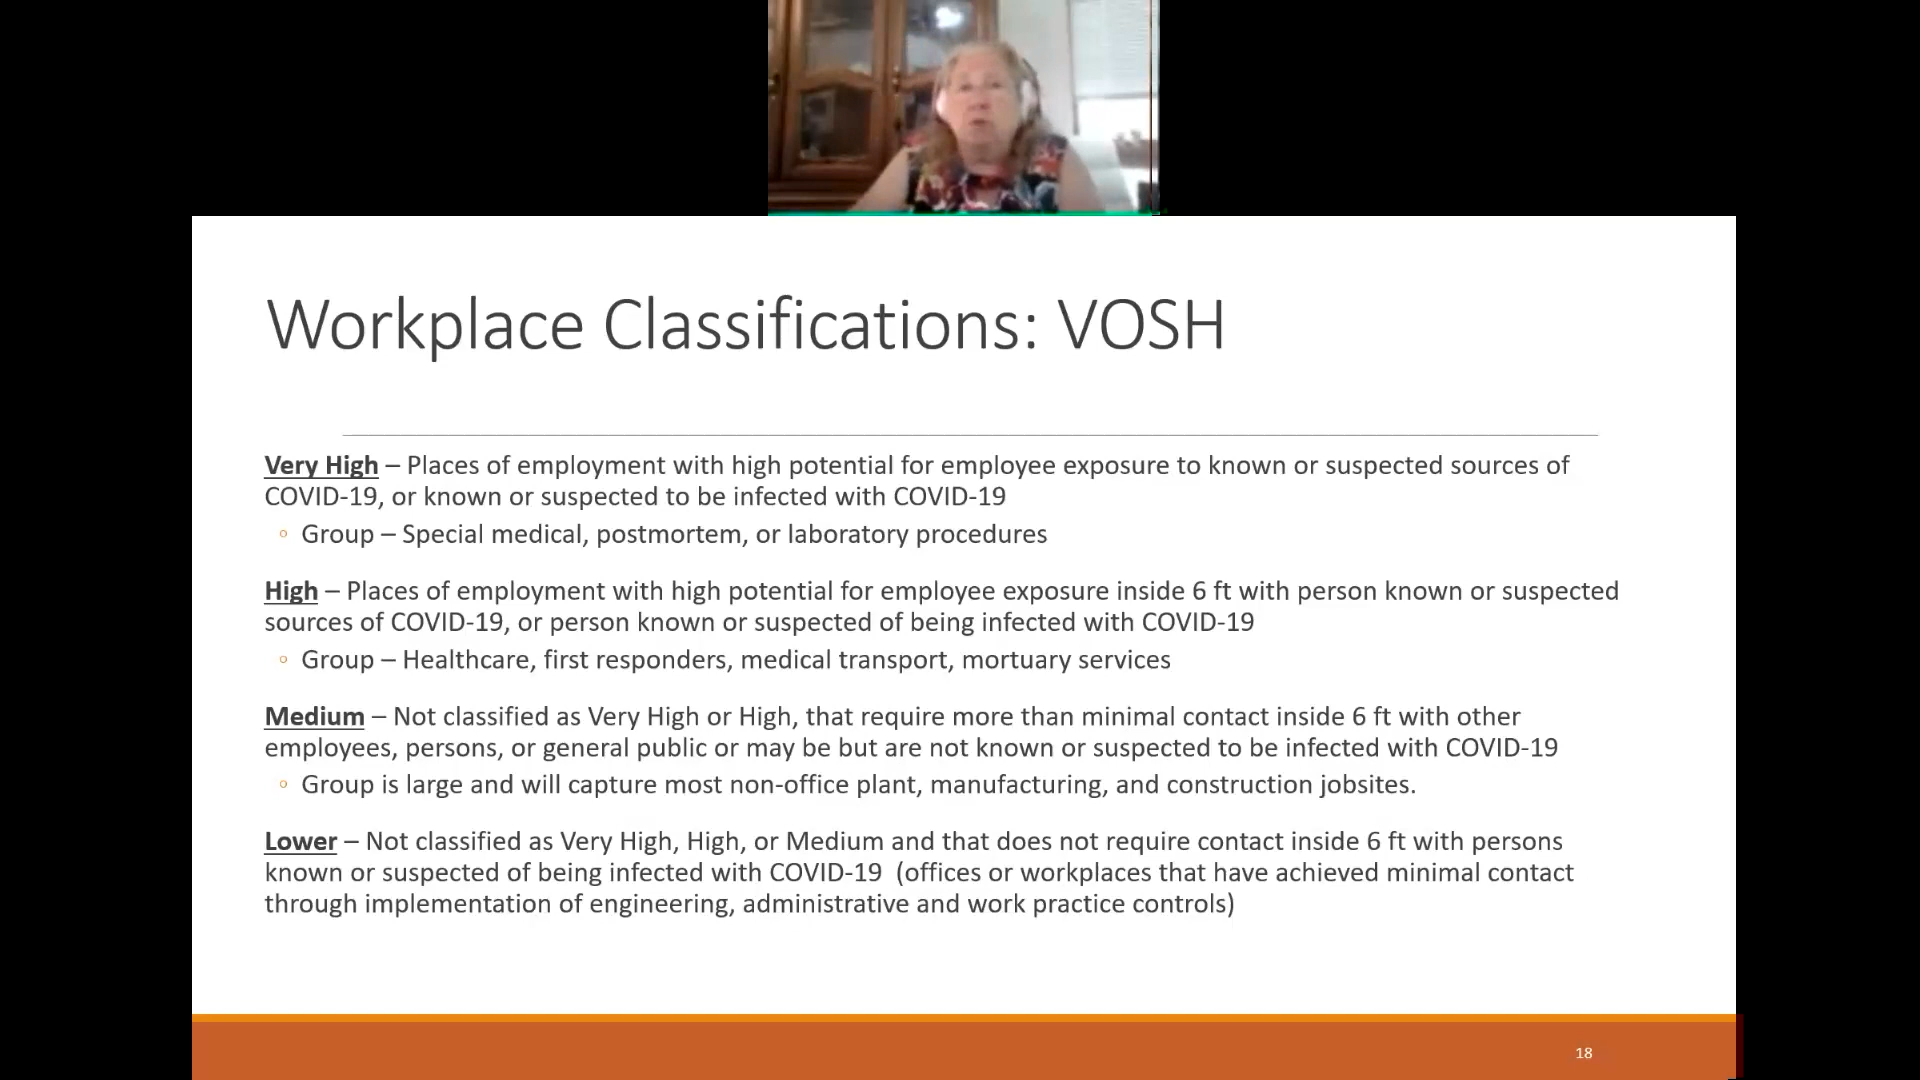 Workplace Classifications: VOSH
Very High – Places of employment with high potential for employee exposure to known or suspected sources of
COVID-19, or known or suspected to be infected with COVID-19
◦ Group – Special medical, postmortem, or laboratory procedures
High – Places of employment with high potential for employee exposure inside 6 ft with person known or suspected
sources of COVID-19, or person known or suspected of being infected with COVID-19
◦ Group – Healthcare, first responders, medical transport, mortuary services
Medium – Not classified as Very High or High, that require more than minimal contact inside 6 ft with other
employees, persons, or general public or may be but are not known or suspected to be infected with COVID-19
◦ Group is large and will capture most non-office plant, manufacturing, and construction jobsites.
Lower – Not classified as Very High, High, or Medium and that does not require contact inside 6 ft with persons
known or suspected of being infected with COVID-19 (offices or workplaces that have achieved minimal contact
through implementation of engineering, administrative and work practice controls)
18